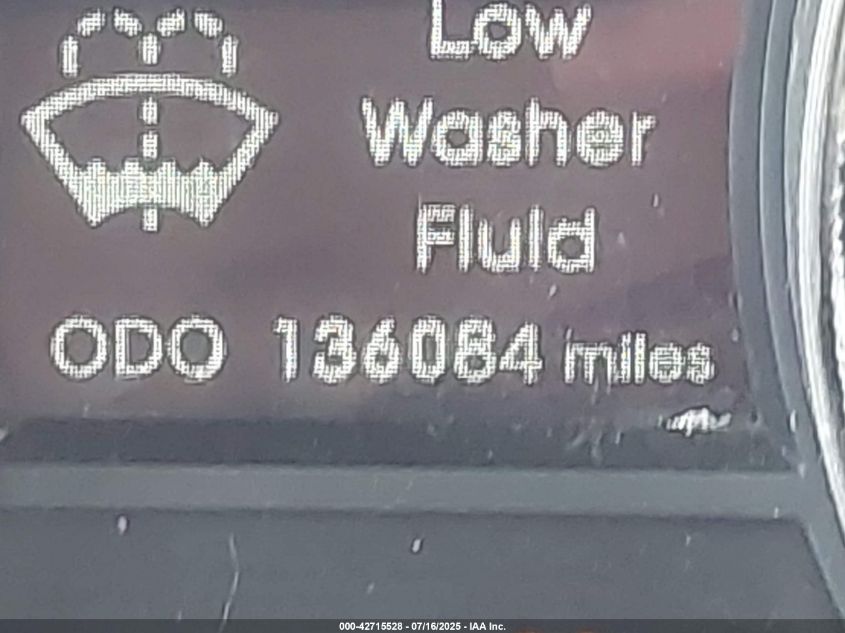 Low
Washer
Fluid
ODO 136084 miles
000-42715528 - 07/16/2025 - IAA Inc.